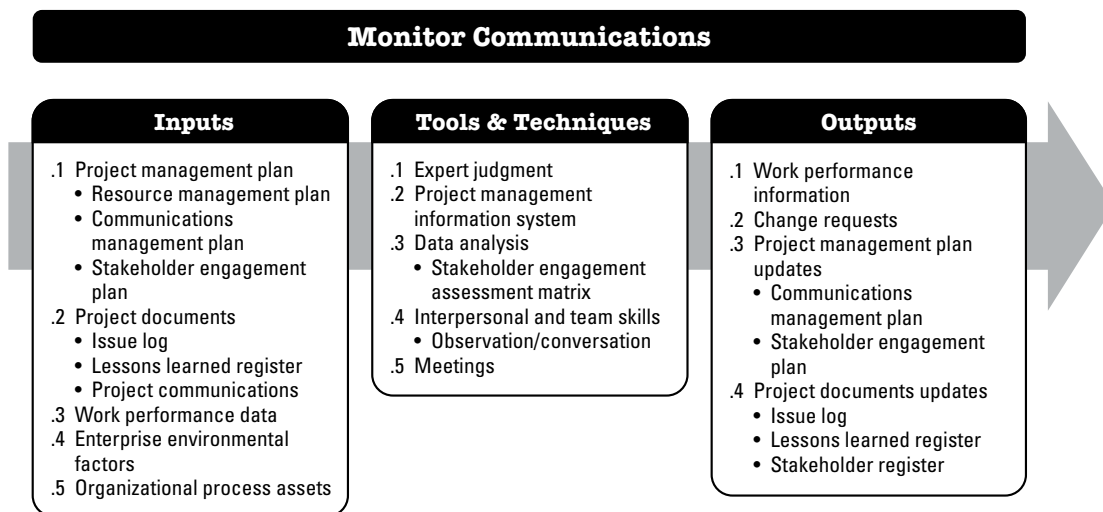 Monitor Communications
Inputs
.1 Project management plan
• Resource management plan
• Communications
management plan
• Stakeholder engagement
plan
.2 Project documents
• Issue log
• Lessons learned register
• Project communications
.3 Work performance data
.4 Enterprise environmental
factors
.5 Organizational process assets
Tools & Techniques
.1 Expert judgment
.2 Project management
information system
.3 Data analysis
• Stakeholder engagement
assessment matrix
.4 Interpersonal and team skills
• Observation/conversation
.5 Meetings
Outputs
.1 Work performance
information
.2 Change requests
.3 Project management plan
updates
• Communications
management plan
• Stakeholder engagement
plan
.4 Project documents updates
• Issue log
• Lessons learned register
• Stakeholder register